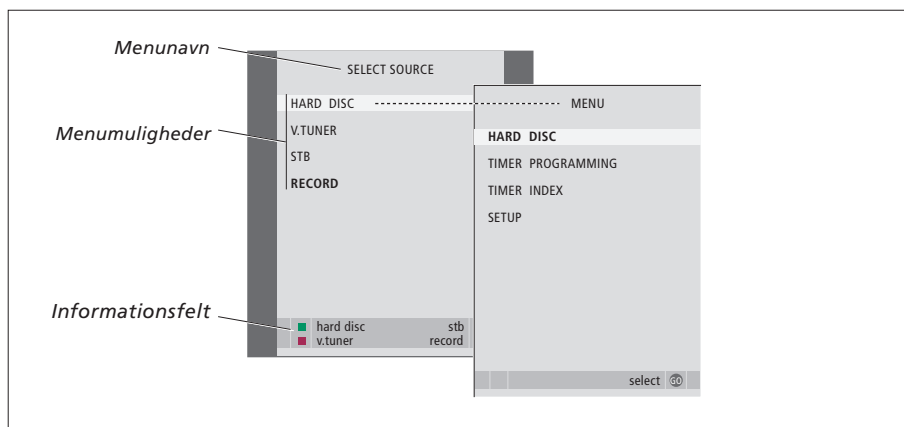 Menunavn
SELECT SOURCE
HARD DISC
V.TUNER
STB
RECORD
Menumuligheder
Informationsfelt
hard disc stb
v.tuner record
MENU
HARD DISC
TIMER PROGRAMMING
TIMER INDEX
SETUP
select GO